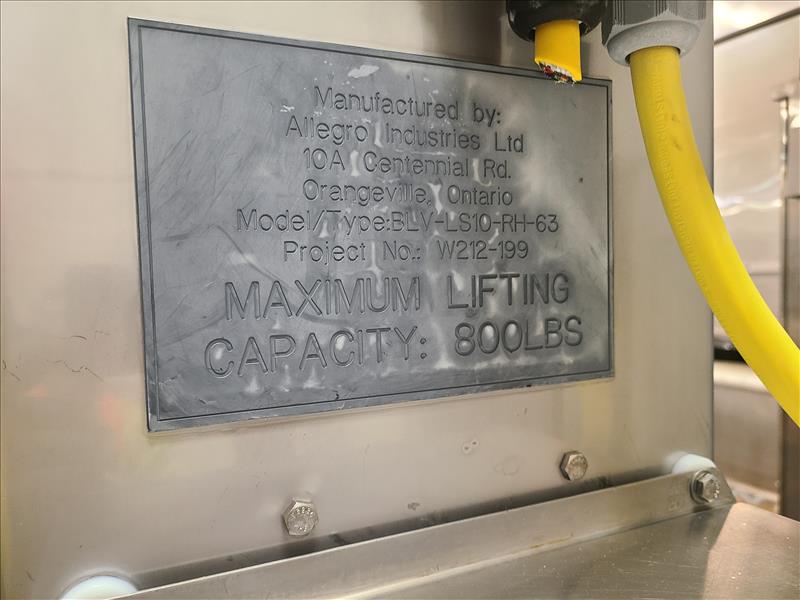 Manufactured by:
Allegro Industries Ltd
10A Centennial Rd.
Orangeville, Ontario
Model/Type:BLV-LS10-RH-63
Project No.: W212-199
MAXIMUM LIFTING
CAPACITY: 800LBS